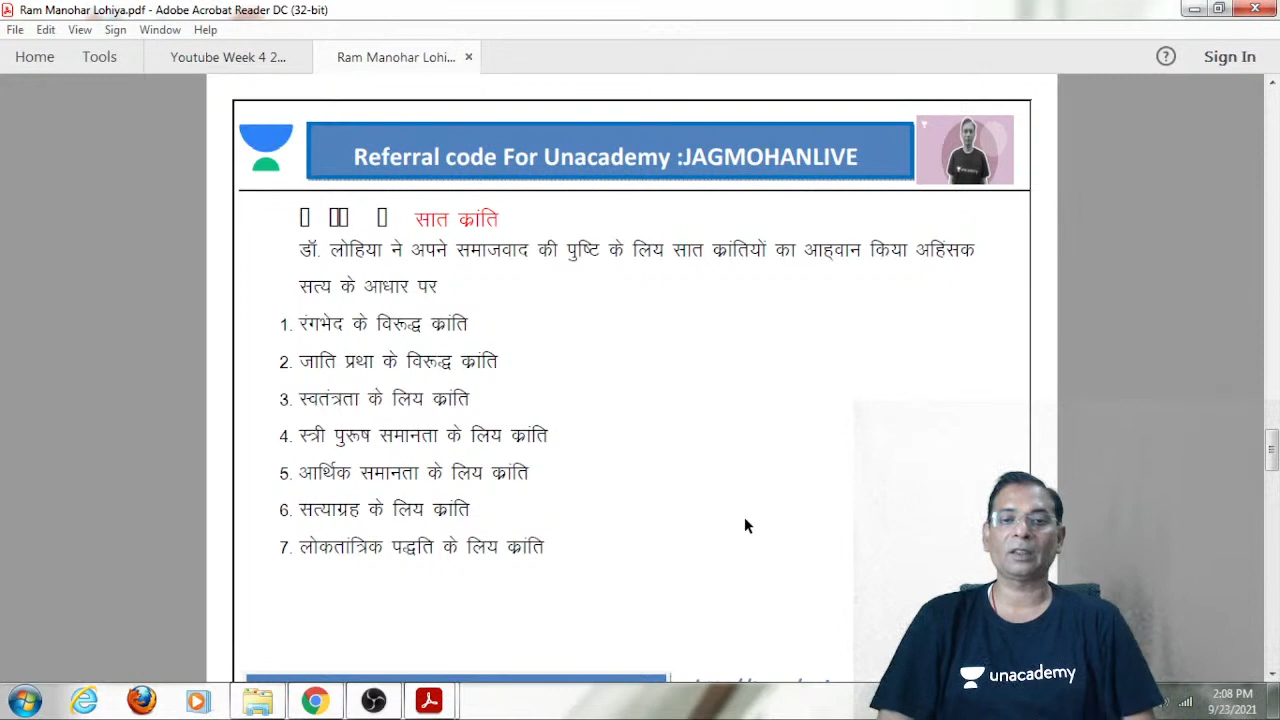 Ram Manohar Lohiya.pdf - Adobe Acrobat Reader DC (32-bit)
File Edit View Sign Window Help
Home Tools Youtube Week 4 2... Ram Manohar Lohi... × ? Sign In
Referral code For Unacademy :JAGMOHANLIVE
सात क्रांति
डॉ. लोहिया ने अपने समाजवाद की पुष्टि के लिय सात क्रांतियों का आह्वान किया अहिंसक
सत्य के आधार पर
1. रंगभेद के विरूद्ध क्रांति
2. जाति प्रथा के विरूद्ध क्रांति
3. स्वतंत्रता के लिय क्रांति
4. स्त्री पुरूष समानता के लिय क्रांति
5. आर्थिक समानता के लिय क्रांति
6. सत्याग्रह के लिय क्रांति
7. लोकतांत्रिक पद्धति के लिय क्रांति
unacademy
2:08 PM
9/23/2021